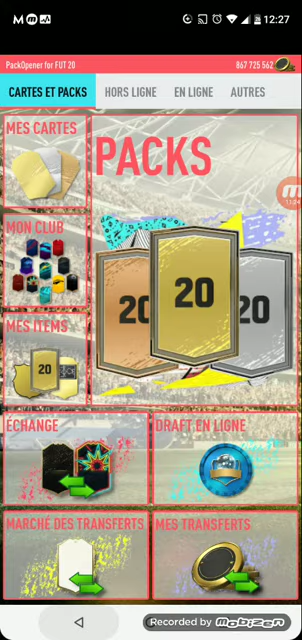 12:27
PackOpener for FUT 20
867 725 562
CARTES ET PACKS
HORS LIGNE
EN LIGNE
AUTRES
MES CARTES
PACKS
MON CLUB
20
20
20
MES ITEMS
20
ÉCHANGE
DRAFT EN LIGNE
MARCHÉ DES TRANSFERTS
MES TRANSFERTS
Recorded by mobizen